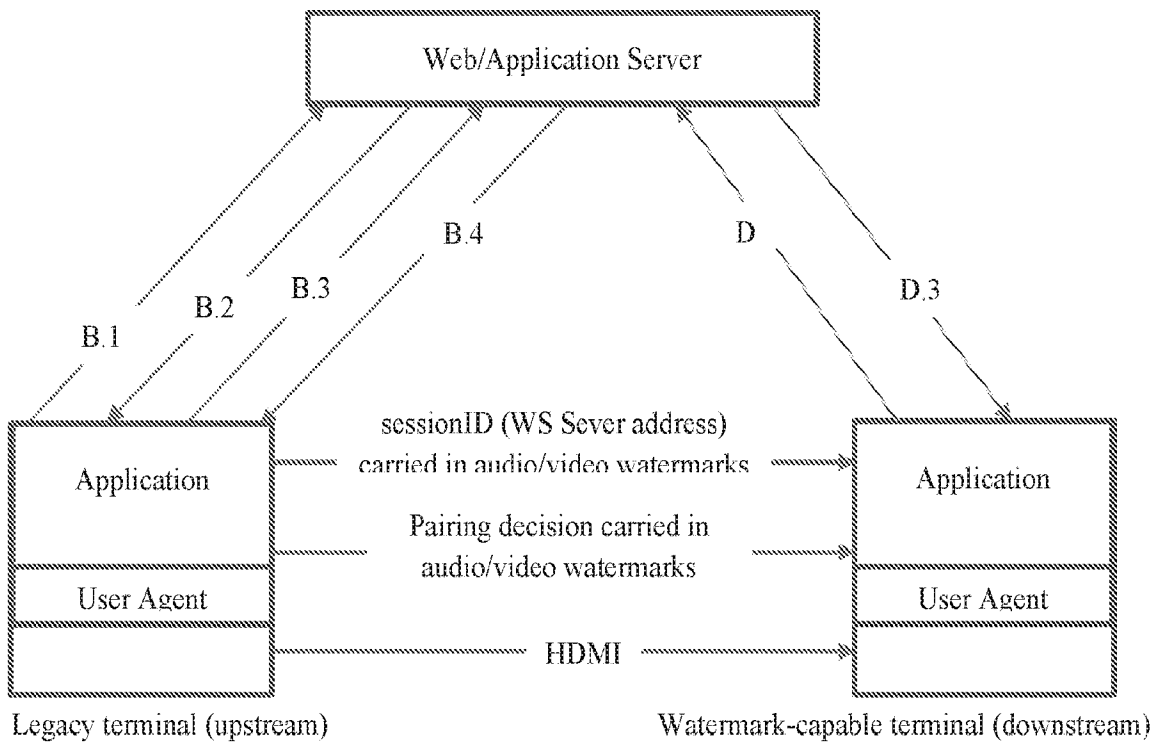 Web/Application Server
B.4
D
B.3
D.3
B.2
B.1
sessionID (WS Sever address)
carried in audio/video watermarks
Application
Application
Pairing decision carried in
audio/video watermarks
User Agent
User Agent
HDMI
Legacy terminal (upstream)
Watermark-capable terminal (downstream)